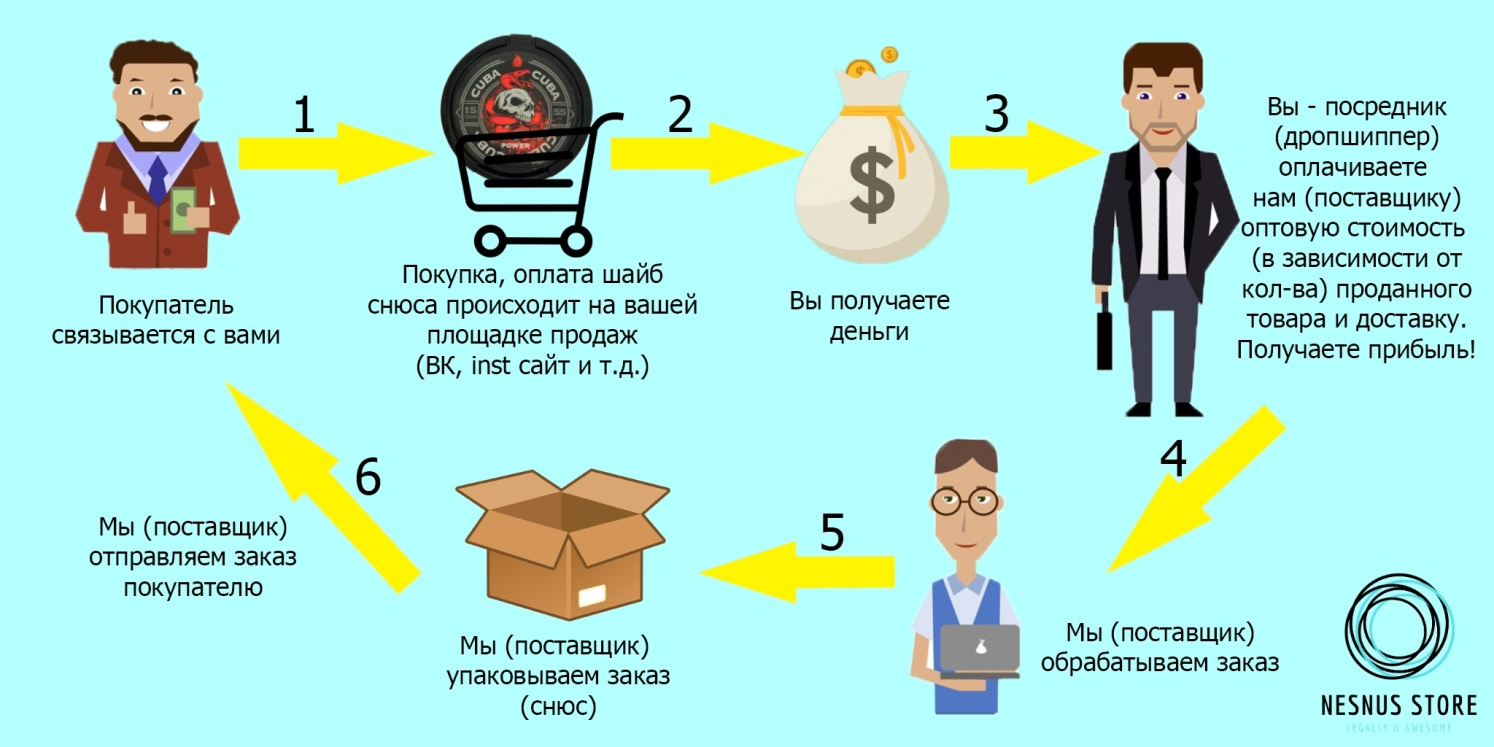 1
2
3
4
5
6
CUBA
CUBA
15
55
POWER
CUBA
$
Покупатель
связывается с вами
Покупка, оплата шайб
снюса происходит на вашей
площадке продаж
(ВК, inst сайт и т.д.)
Вы получаете
деньги
Вы - посредник
(дропшиппер)
оплачиваете
нам (поставщику)
оптовую стоимость
(в зависимости от
кол-ва) проданного
товара и доставку.
Получаете прибыль!
Мы (поставщик)
обрабатываем заказ
Мы (поставщик)
упаковываем заказ
(снюс)
Мы (поставщик)
отправляем заказ
покупателю
NESNUS STORE
LEGALLY & AWESOME